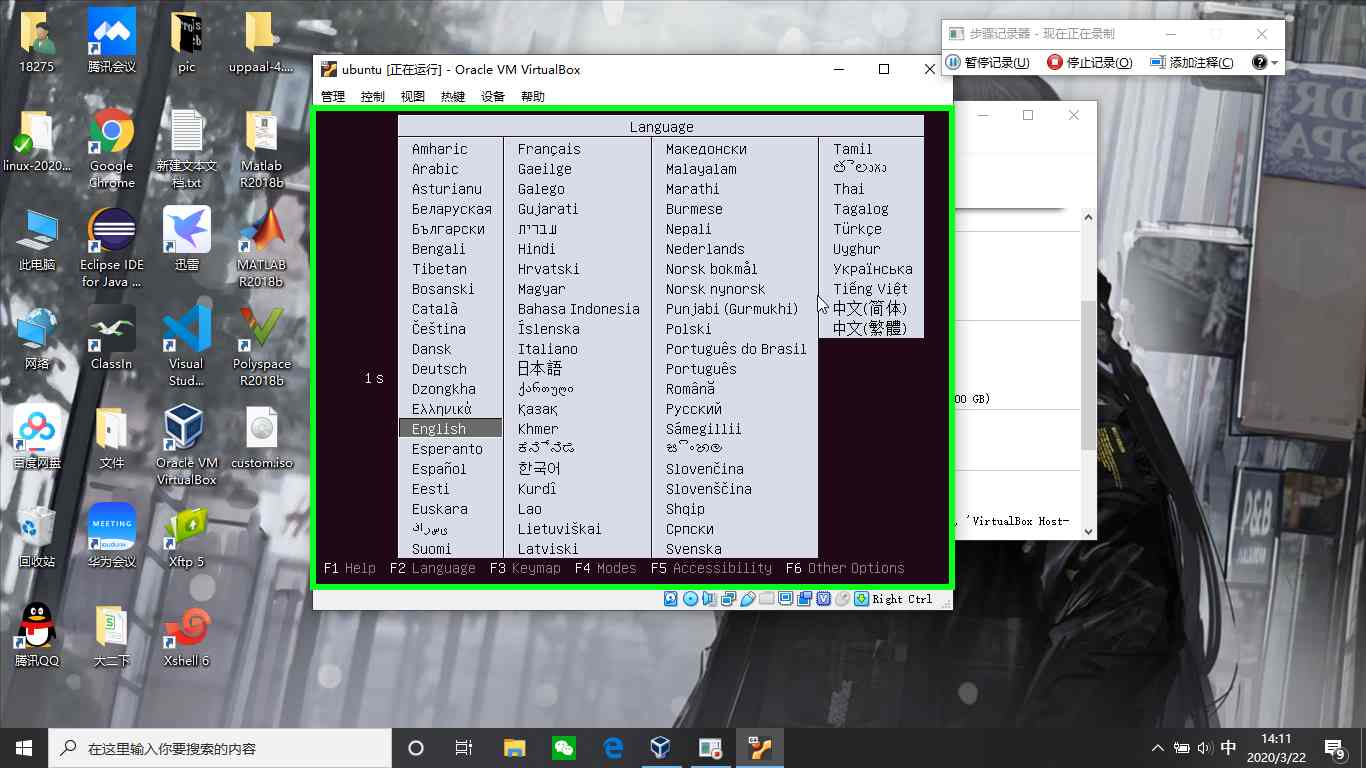 18275
腾讯会议
pic
uppaal-4....
linux-2020...
Google Chrome
新建文本文档.txt
Matlab R2018b
此电脑
Eclipse IDE for Java ...
迅雷
MATLAB R2018b
网络
ClassIn
Visual Stud...
Polyspace R2018b
百度网盘
文件
Oracle VM VirtualBox
custom.iso
回收站
MEETING
华为会议
Xftp 5
腾讯QQ
大二下
Xshell 6
步骤记录器 - 现在正在录制
暂停记录(U)
停止记录(O)
添加注释(C)
ubuntu [正在运行] - Oracle VM VirtualBox
管理 控制 视图 热键 设备 帮助
Language
Amharic
Arabic
Asturianu
Беларуская
Български
Bengali
Tibetan
Bosanski
Català
Čeština
Dansk
Deutsch
Dzongkha
Ελληνικά
English
Esperanto
Español
Eesti
Euskara
Suomi
Français
Gaeilge
Galego
Gujarati
עברית
Hindi
Hrvatski
Magyar
Bahasa Indonesia
Íslenska
Italiano
日本語
ქართული
Қазақ
Khmer
한국어
Kurdî
Lao
Lietuviškai
Latviski
Македонски
Malayalam
Marathi
Burmese
Nepali
Nederlands
Norsk bokmål
Norsk nynorsk
Punjabi (Gurmukhi)
Polski
Português do Brasil
Português
Română
Русский
Sámegillii
Slovenčina
Slovenščina
Shqip
Српски
Svenska
Tamil
Thai
Tagalog
Türkçe
Uyghur
Українська
Tiếng Việt
中文(简体)
中文(繁體)
1 s
F1 Help F2 Language F3 Keymap F4 Modes F5 Accessibility F6 Other Options
Right Ctrl
00 GB)
, 'VirtualBox Host-
P&B
在这里输入你要搜索的内容
中
14:11
2020/3/22
9